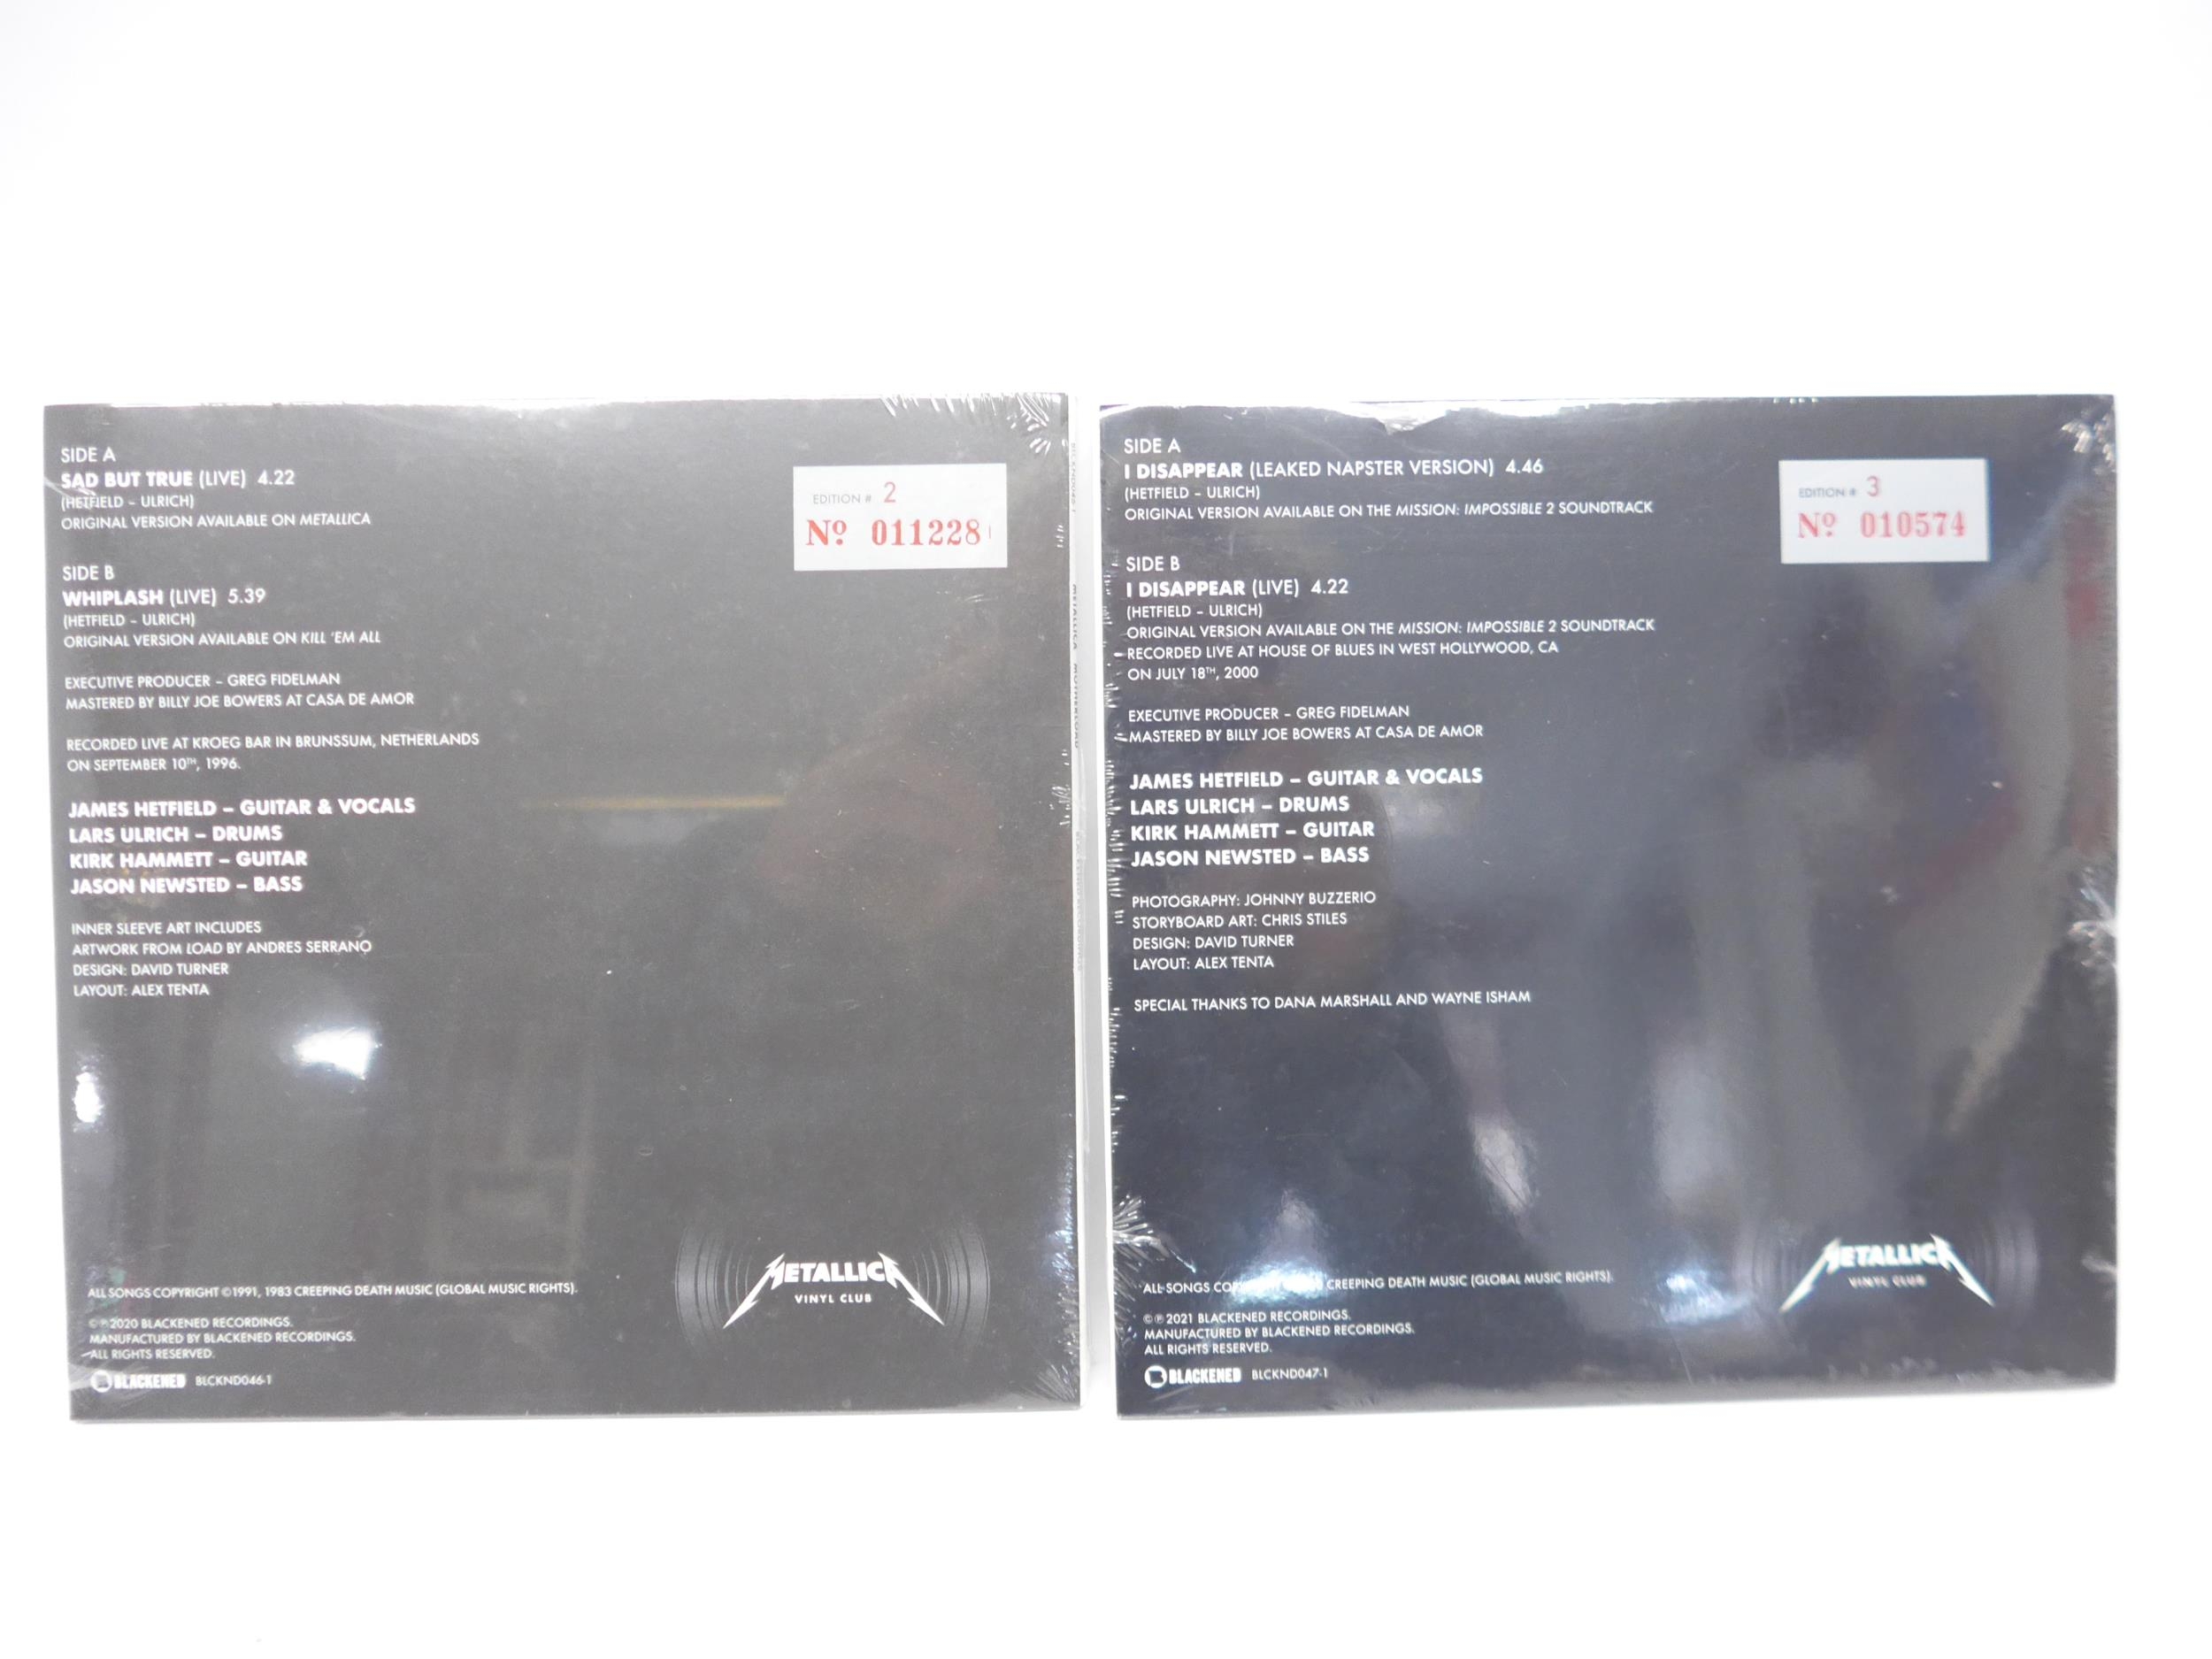 SIDE A
SAD BUT TRUE (LIVE) 4.22
(HETFIELD – ULRICH)
ORIGINAL VERSION AVAILABLE ON METALLICA
SIDE B
WHIPLASH (LIVE) 5.39
(HETFIELD – ULRICH)
ORIGINAL VERSION AVAILABLE ON KILL 'EM ALL
EXECUTIVE PRODUCER – GREG FIDELMAN
MASTERED BY BILLY JOE BOWERS AT CASA DE AMOR
RECORDED LIVE AT KROEG BAR IN BRUNSSUM, NETHERLANDS
ON SEPTEMBER 10TH, 1996.
JAMES HETFIELD – GUITAR & VOCALS
LARS ULRICH – DRUMS
KIRK HAMMETT – GUITAR
JASON NEWSTED – BASS
INNER SLEEVE ART INCLUDES
ARTWORK FROM LOAD BY ANDRES SERRANO
DESIGN: DAVID TURNER
LAYOUT: ALEX TENTA
EDITION # 2
Nº 011228
ALL SONGS COPYRIGHT ©1991, 1983 CREEPING DEATH MUSIC (GLOBAL MUSIC RIGHTS).
©℗2020 BLACKENED RECORDINGS.
MANUFACTURED BY BLACKENED RECORDINGS.
ALL RIGHTS RESERVED.
BLACKENED BLCKND046-1
METALLICA
VINYL CLUB
SIDE A
I DISAPPEAR (LEAKED NAPSTER VERSION) 4.46
(HETFIELD – ULRICH)
ORIGINAL VERSION AVAILABLE ON THE MISSION: IMPOSSIBLE 2 SOUNDTRACK
SIDE B
I DISAPPEAR (LIVE) 4.22
(HETFIELD – ULRICH)
ORIGINAL VERSION AVAILABLE ON THE MISSION: IMPOSSIBLE 2 SOUNDTRACK
RECORDED LIVE AT HOUSE OF BLUES IN WEST HOLLYWOOD, CA
ON JULY 18TH, 2000
EXECUTIVE PRODUCER – GREG FIDELMAN
MASTERED BY BILLY JOE BOWERS AT CASA DE AMOR
JAMES HETFIELD – GUITAR & VOCALS
LARS ULRICH – DRUMS
KIRK HAMMETT – GUITAR
JASON NEWSTED – BASS
PHOTOGRAPHY: JOHNNY BUZZERIO
STORYBOARD ART: CHRIS STILES
DESIGN: DAVID TURNER
LAYOUT: ALEX TENTA
SPECIAL THANKS TO DANA MARSHALL AND WAYNE ISHAM
EDITION # 3
Nº 010574
ALL SONGS CREEPING DEATH MUSIC (GLOBAL MUSIC RIGHTS).
©℗2021 BLACKENED RECORDINGS.
MANUFACTURED BY BLACKENED RECORDINGS.
ALL RIGHTS RESERVED.
BLACKENED BLCKND047-1
METALLICA
VINYL CLUB